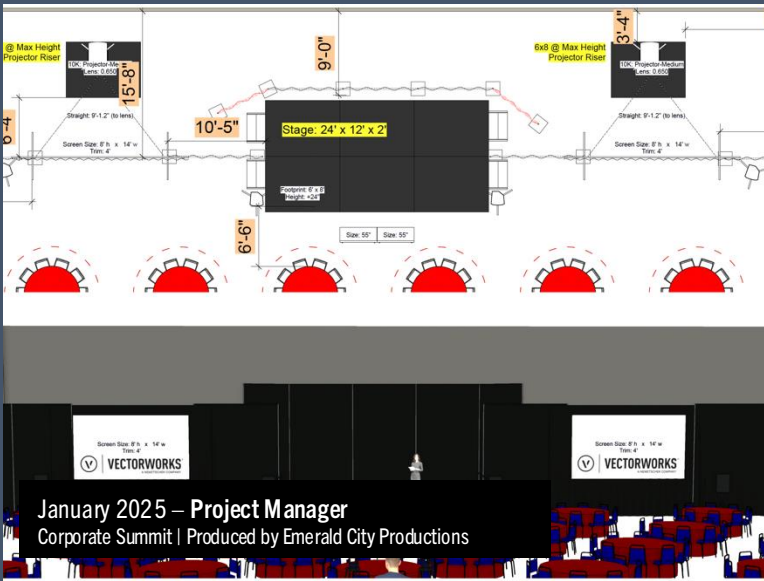 @ Max Height
Projector Riser
10K: Projector-Medium
Lens: 0.650
15'-8"
9'-0"
6x8 @ Max Height
Projector Riser
3'-4"
10K: Projector-Medium
Lens: 0.650
Straight: 9'-1.2" (to lens)
10'-5"
Stage: 24' x 12' x 2'
Straight: 9'-1.2" (to lens)
Screen Size: 8' h x 14' w
Trim: 4'
Screen Size: 8' h x 14' w
Trim: 4'
Footprint: 6' x 8'
Height: +24"
6'-6"
Size: 55"
Size: 55"
Screen Size: 8' h x 14' w
Trim: 4'
V VECTORWORKS
Screen Size: 8' h x 14' w
Trim: 4'
V VECTORWORKS
January 2025 – Project Manager
Corporate Summit | Produced by Emerald City Productions